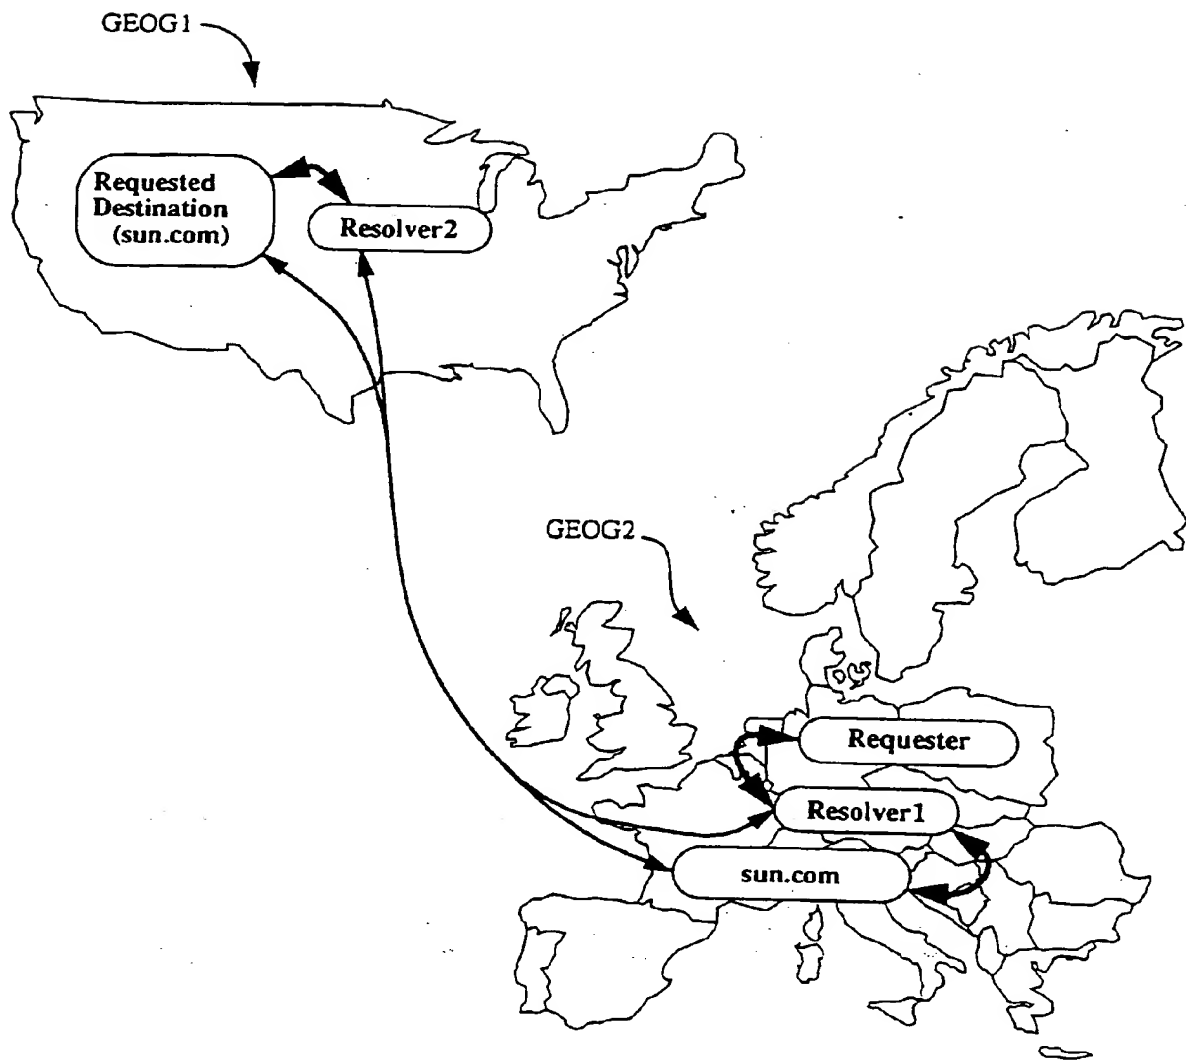 GEOG1
Requested
Destination
(sun.com)
Resolver2
GEOG2
Requester
Resolver1
sun.com